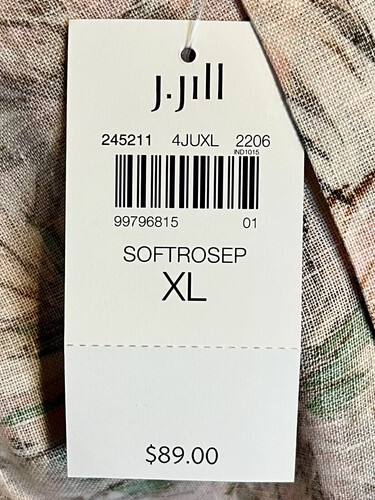 J.Jill
245211 4JUXL 2206
IND1015
99796815 01
SOFTROSEP
XL
$89.00